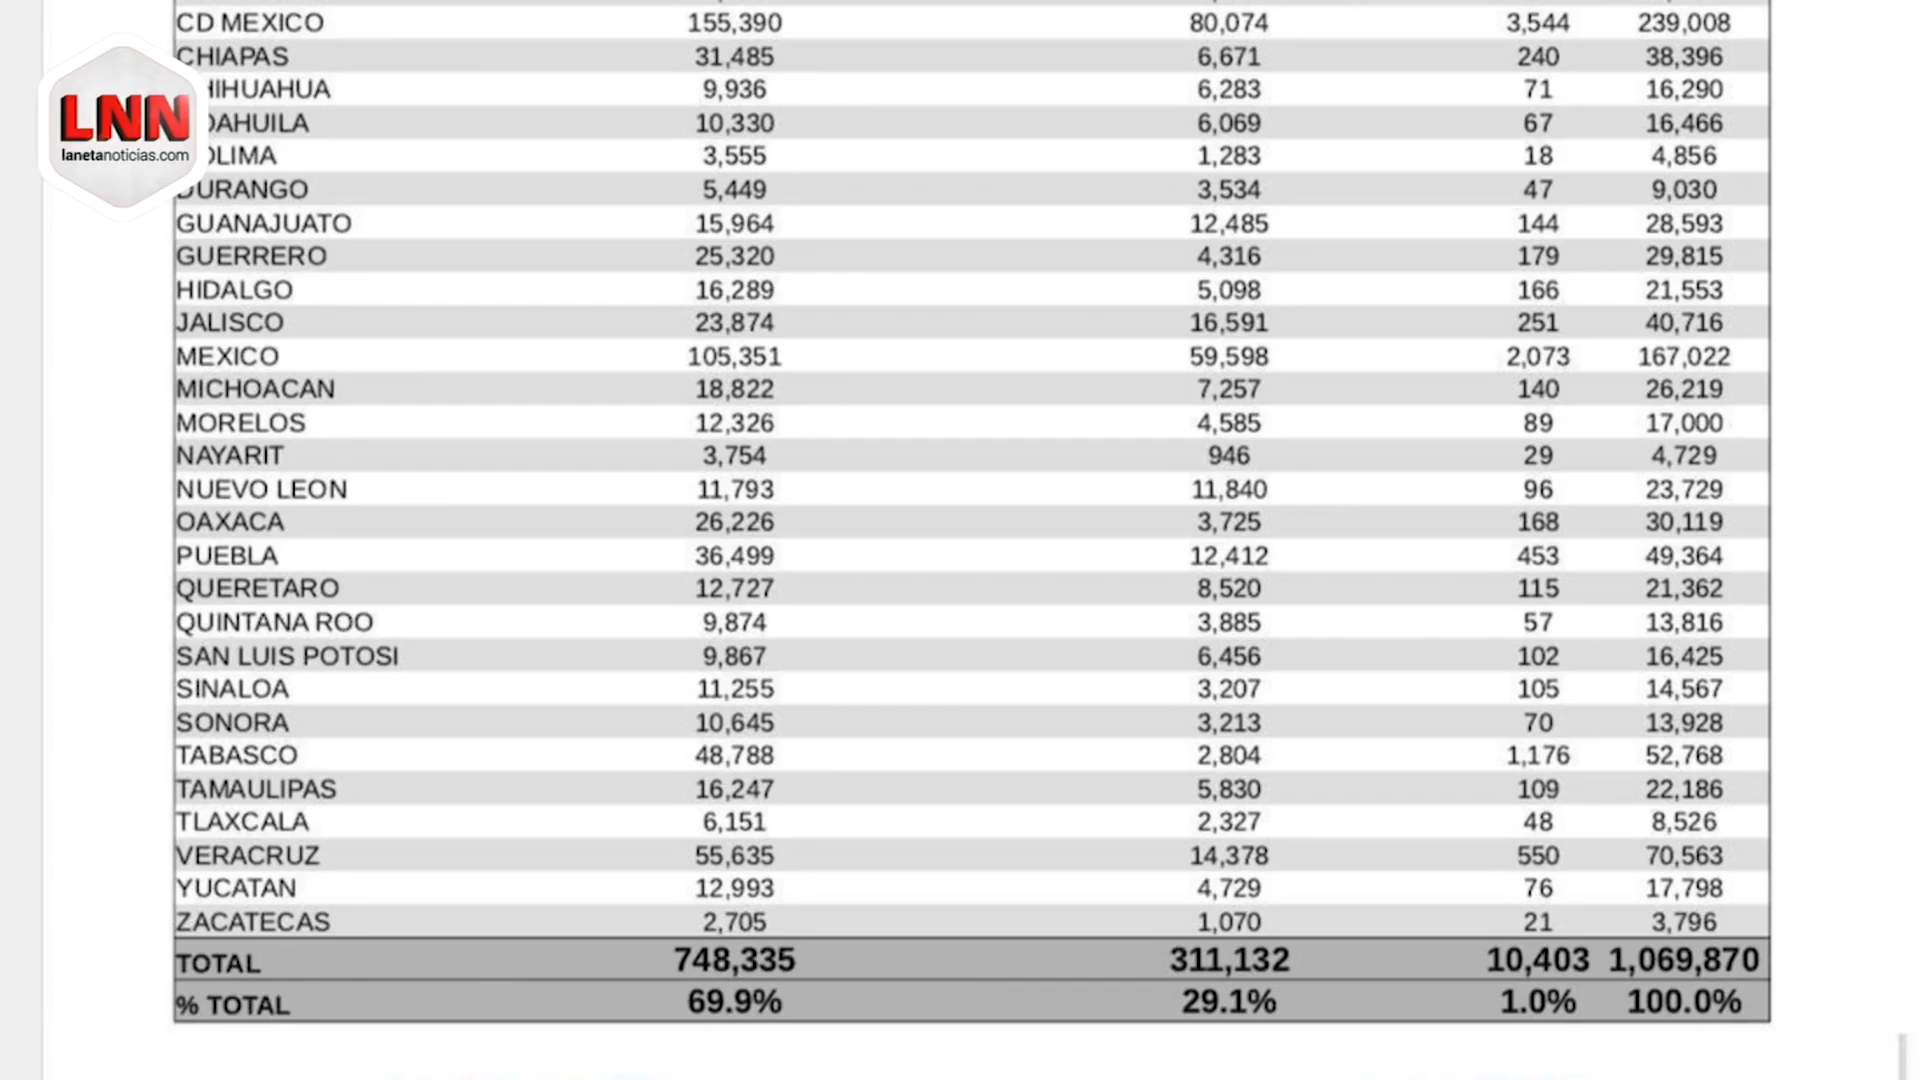 CD MEXICO 155,390 80,074 3,544 239,008
CHIAPAS 31,485 6,671 240 38,396
HIHUAHUA 9,936 6,283 71 16,290
OAHUILA 10,330 6,069 67 16,466
OLIMA 3,555 1,283 18 4,856
DURANGO 5,449 3,534 47 9,030
GUANAJUATO 15,964 12,485 144 28,593
GUERRERO 25,320 4,316 179 29,815
HIDALGO 16,289 5,098 166 21,553
JALISCO 23,874 16,591 251 40,716
MEXICO 105,351 59,598 2,073 167,022
MICHOACAN 18,822 7,257 140 26,219
MORELOS 12,326 4,585 89 17,000
NAYARIT 3,754 946 29 4,729
NUEVO LEON 11,793 11,840 96 23,729
OAXACA 26,226 3,725 168 30,119
PUEBLA 36,499 12,412 453 49,364
QUERETARO 12,727 8,520 115 21,362
QUINTANA ROO 9,874 3,885 57 13,816
SAN LUIS POTOSI 9,867 6,456 102 16,425
SINALOA 11,255 3,207 105 14,567
SONORA 10,645 3,213 70 13,928
TABASCO 48,788 2,804 1,176 52,768
TAMAULIPAS 16,247 5,830 109 22,186
TLAXCALA 6,151 2,327 48 8,526
VERACRUZ 55,635 14,378 550 70,563
YUCATAN 12,993 4,729 76 17,798
ZACATECAS 2,705 1,070 21 3,796
TOTAL 748,335 311,132 10,403 1,069,870
% TOTAL 69.9% 29.1% 1.0% 100.0%
LNN
lanetanoticias.com